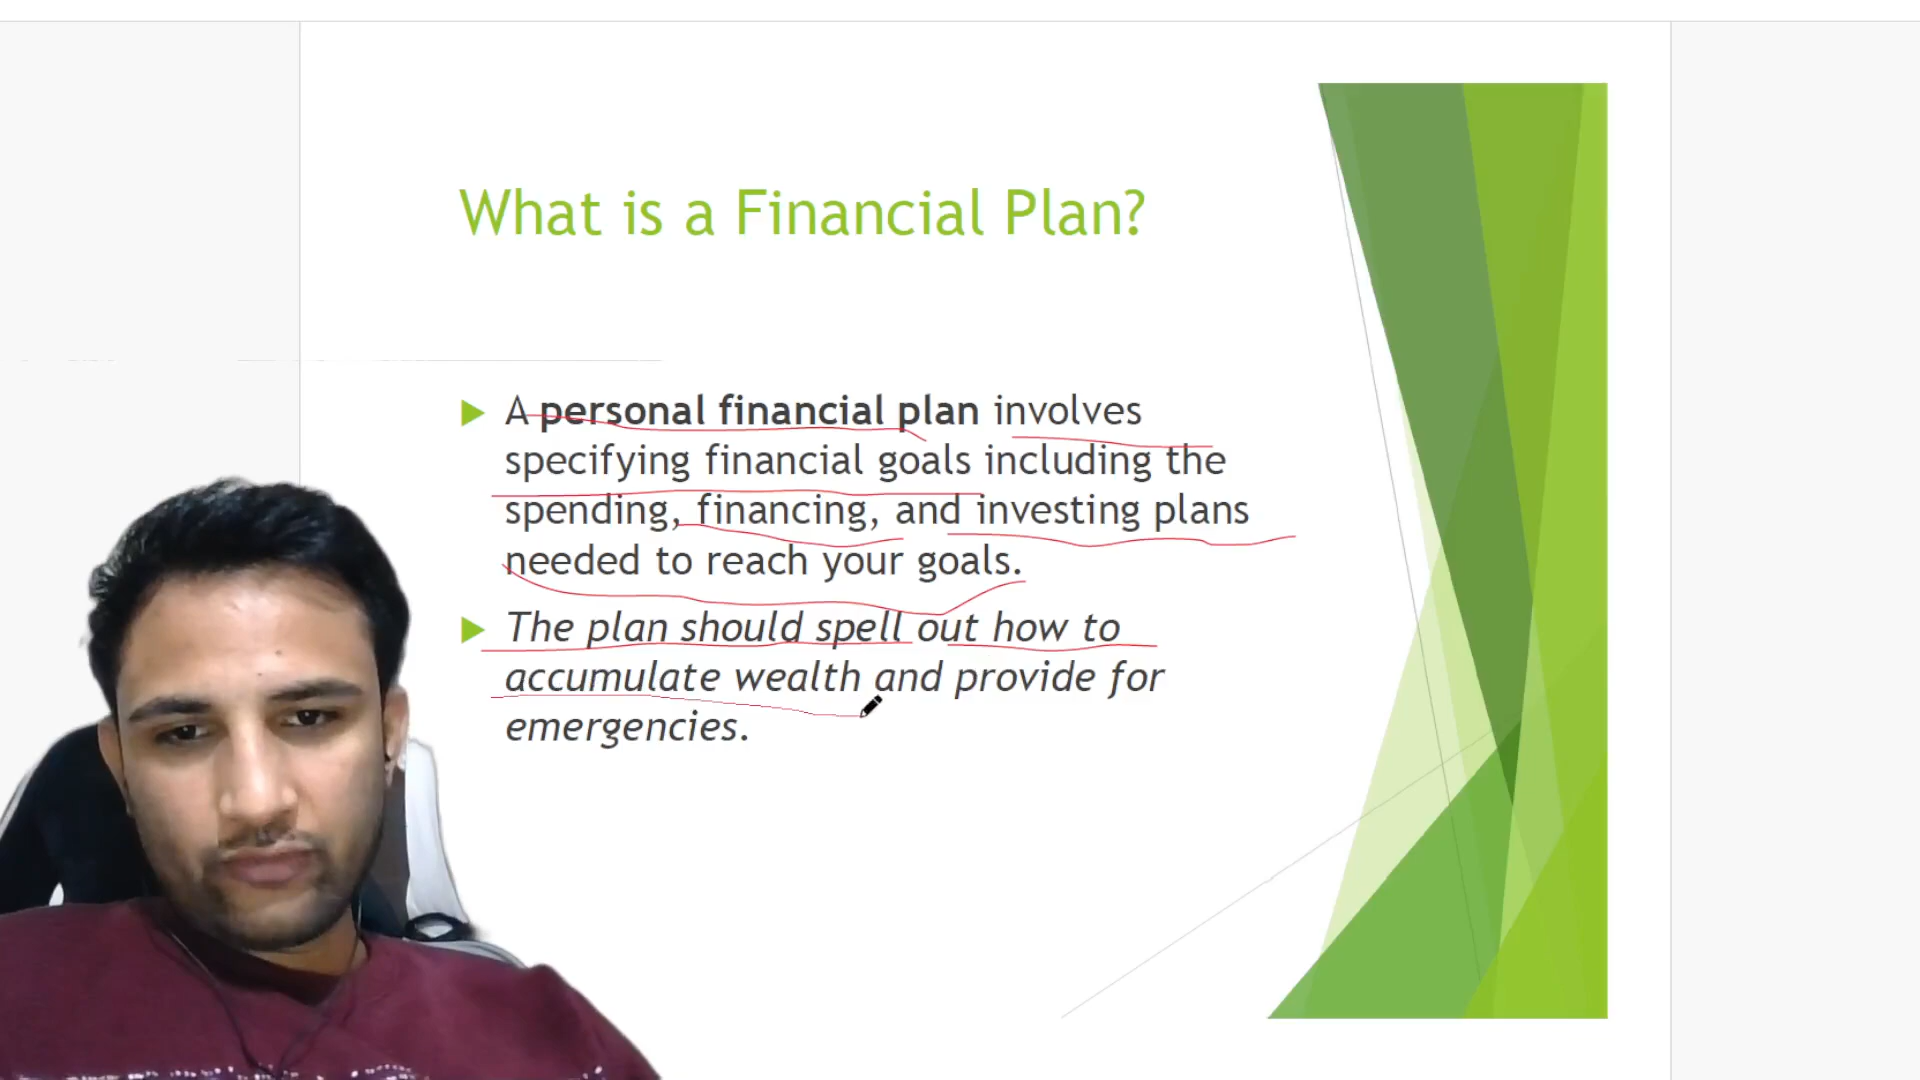 What is a Financial Plan?
A personal financial plan involves
specifying financial goals including the
spending, financing, and investing plans
needed to reach your goals.
The plan should spell out how to
accumulate wealth and provide for
emergencies.